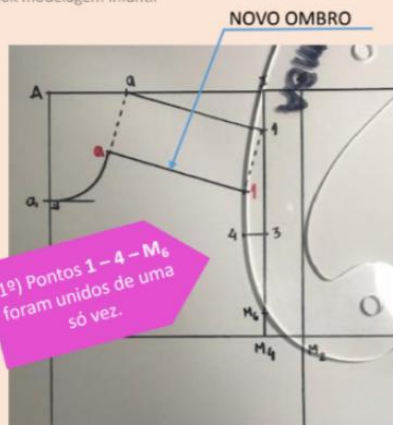 NOVO OMBRO
A
a
x
1
a
1
a₁
4
3
1º) Pontos 1 – 4 – M₆
foram unidos de uma
só vez.
M₆
M₄
M₂